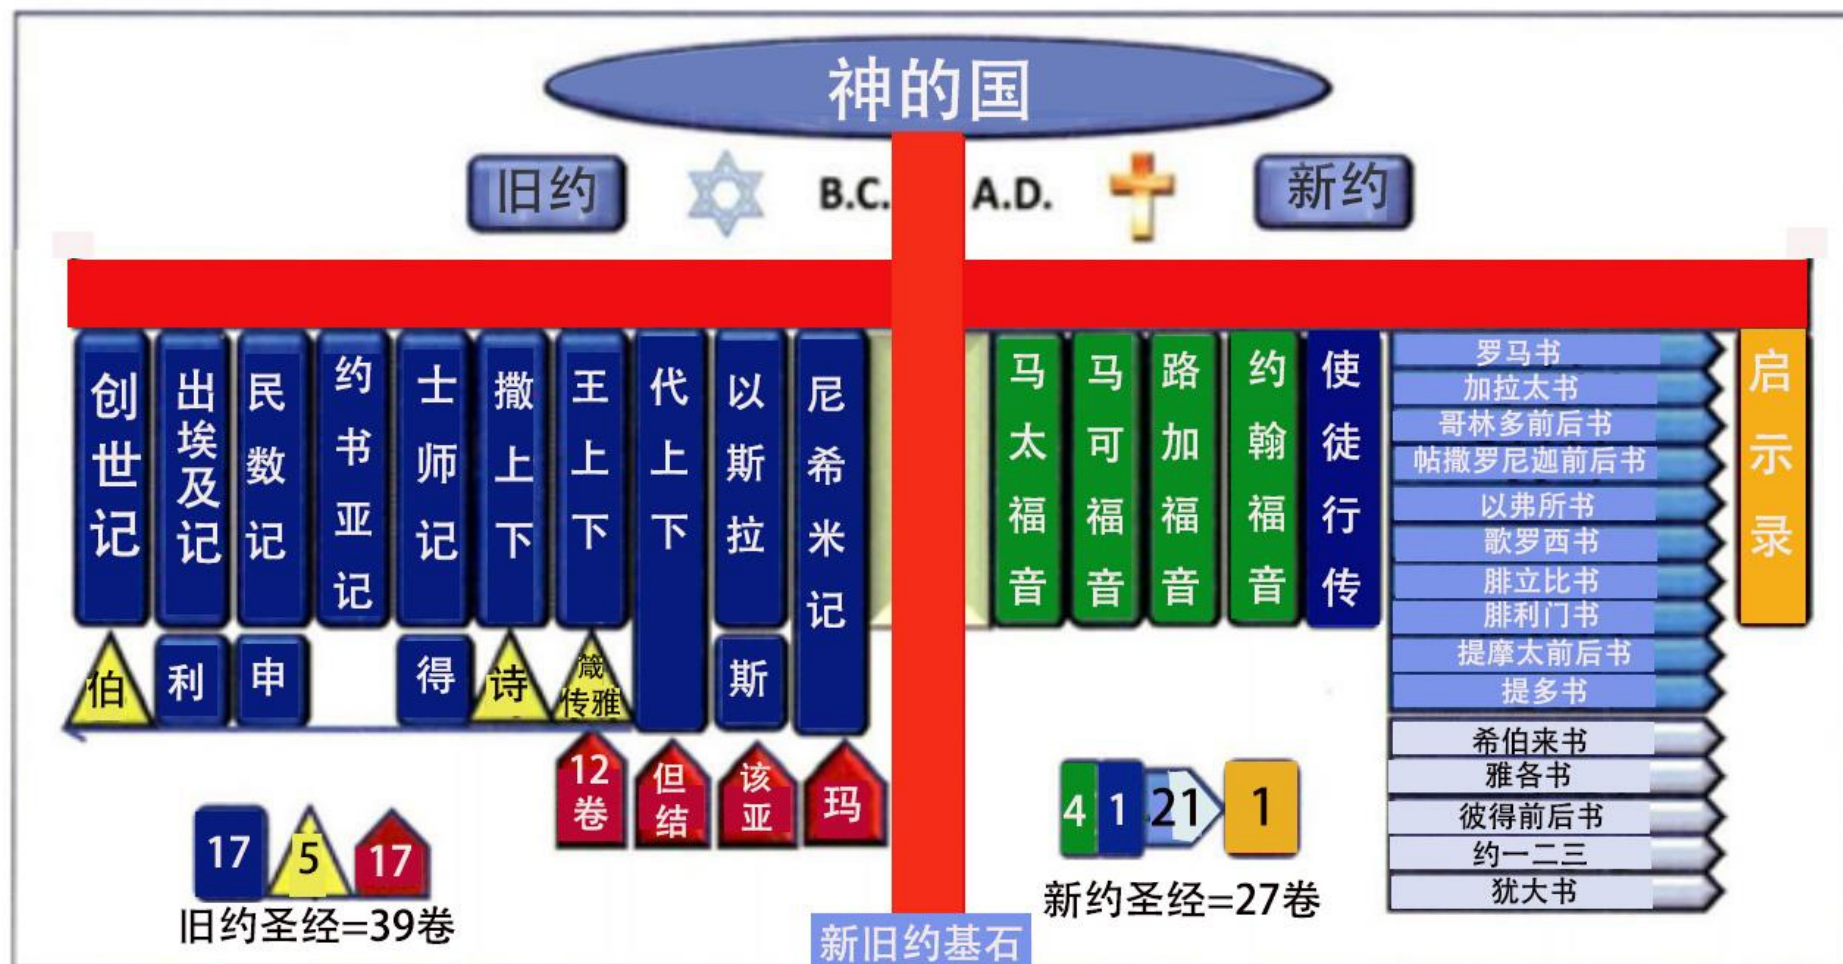 神的国
旧约
B.C.
A.D.
新约
创世记
出埃及记
民数记
约书亚记
士师记
撒上下
王上下
代上下
以斯拉
尼希米记
马太福音
马可福音
路加福音
约翰福音
使徒行传
罗马书
加拉太书
哥林多前后书
帖撒罗尼迦前后书
以弗所书
歌罗西书
腓立比书
腓利门书
提摩太前后书
提多书
希伯来书
雅各书
彼得前后书
约一二三
犹大书
启示录
伯
利
申
得
诗
箴
传雅
斯
12
卷
但
结
该
亚
玛
17
5
17
旧约圣经=39卷
4
1
21
1
新约圣经=27卷
新旧约基石